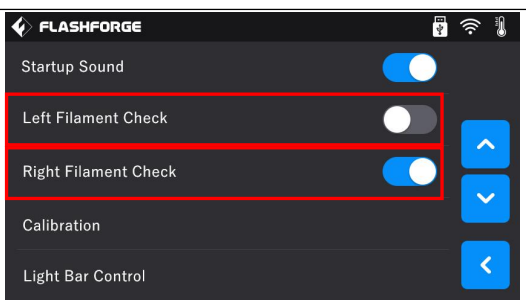 FLASHFORGE
Startup Sound
Left Filament Check
Right Filament Check
Calibration
Light Bar Control